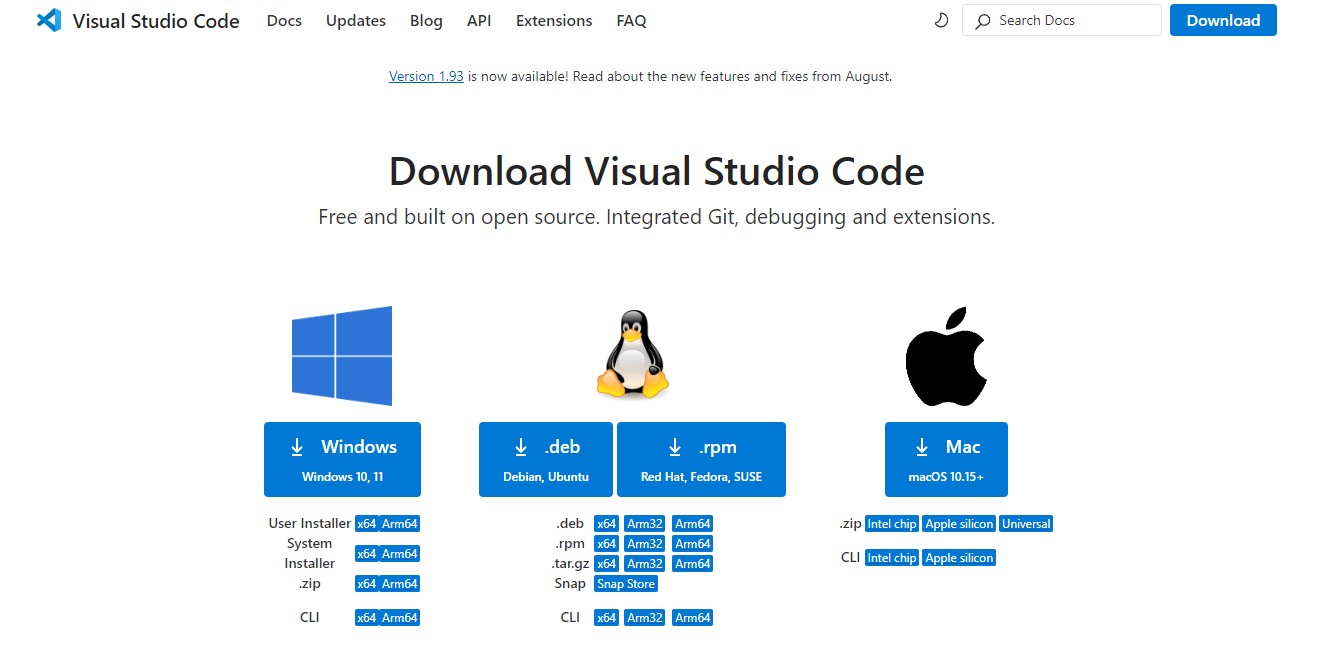 Visual Studio Code Docs Updates Blog API Extensions FAQ Search Docs Download
Version 1.93 is now available! Read about the new features and fixes from August.
Download Visual Studio Code
Free and built on open source. Integrated Git, debugging and extensions.
Windows
Windows 10, 11
User Installer x64 Arm64
System
Installer x64 Arm64
.zip x64 Arm64
CLI x64 Arm64
.deb
Debian, Ubuntu
.rpm
Red Hat, Fedora, SUSE
.deb x64 Arm32 Arm64
.rpm x64 Arm32 Arm64
.tar.gz x64 Arm32 Arm64
Snap Snap Store
CLI x64 Arm32 Arm64
Mac
macOS 10.15+
.zip Intel chip Apple silicon Universal
CLI Intel chip Apple silicon